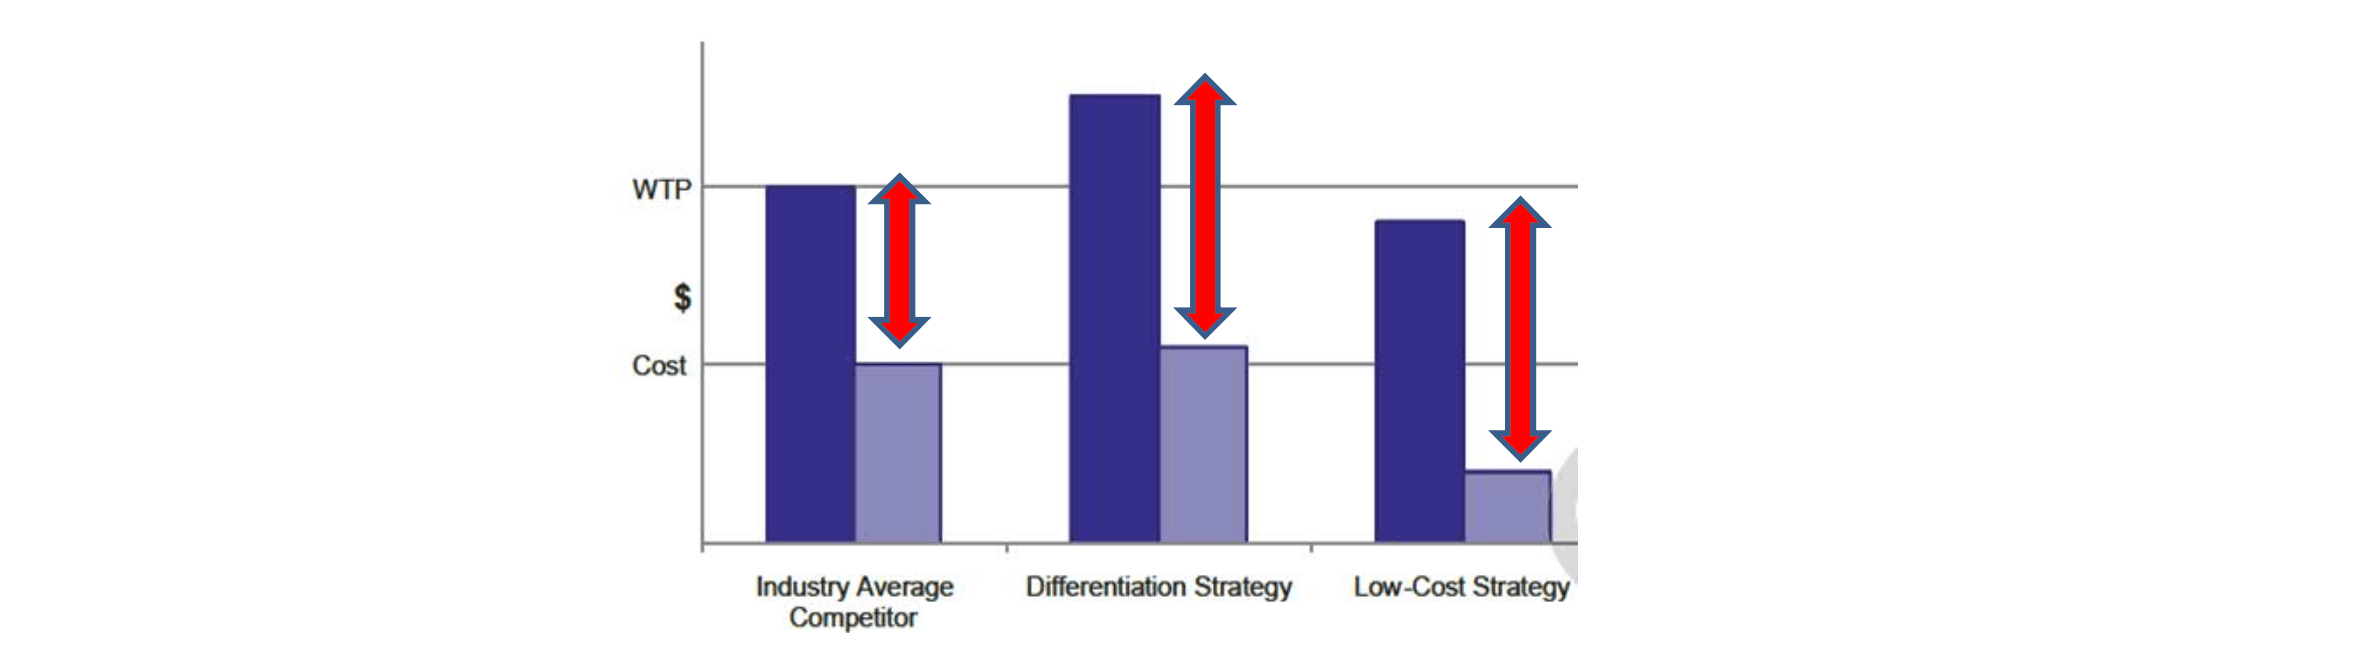 WTP
$
Cost
Industry Average
Competitor
Differentiation Strategy
Low-Cost Strategy